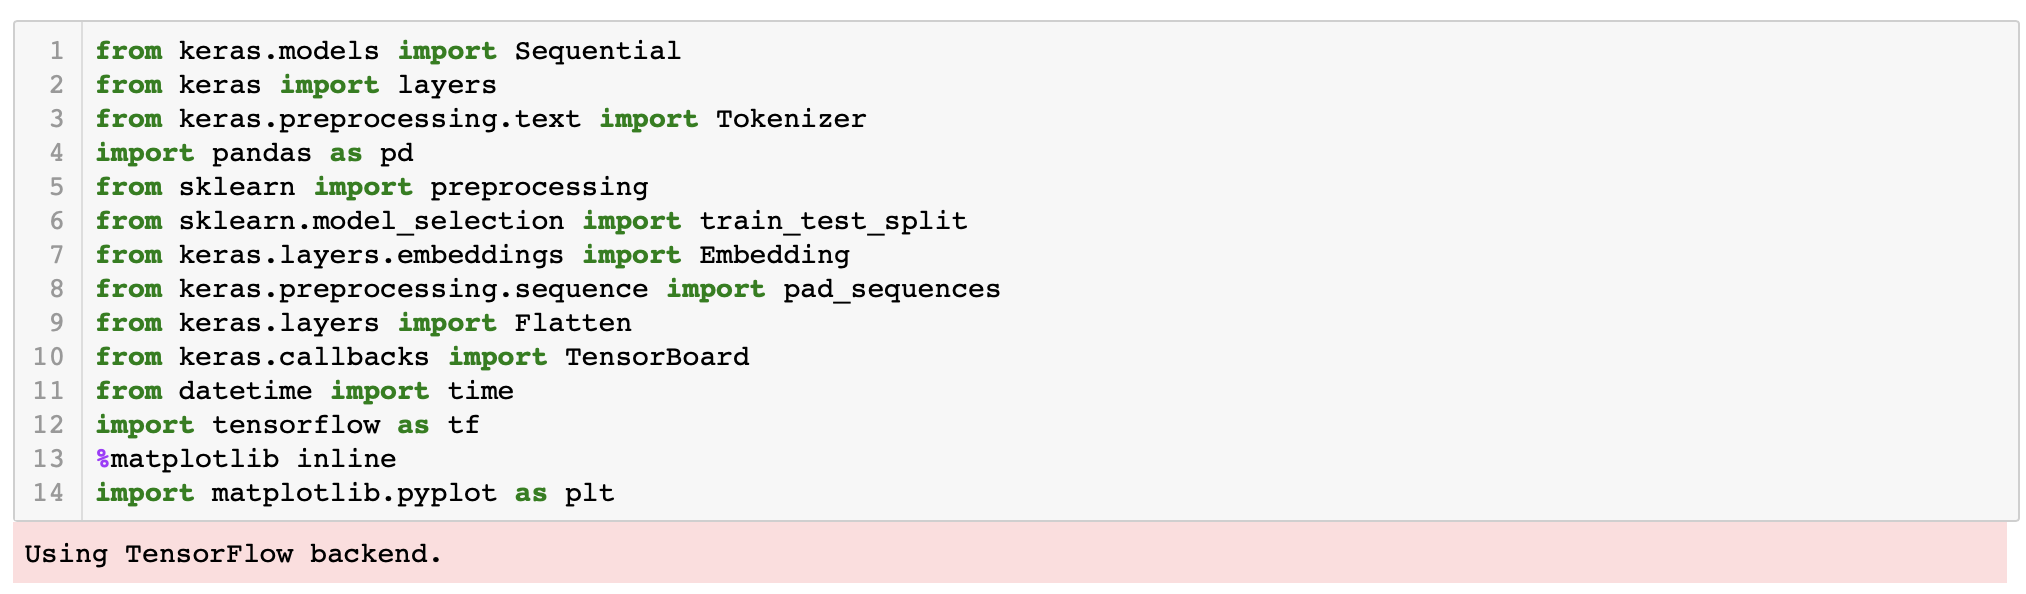 1 from keras.models import Sequential
2 from keras import layers
3 from keras.preprocessing.text import Tokenizer
4 import pandas as pd
5 from sklearn import preprocessing
6 from sklearn.model_selection import train_test_split
7 from keras.layers.embeddings import Embedding
8 from keras.preprocessing.sequence import pad_sequences
9 from keras.layers import Flatten
10 from keras.callbacks import TensorBoard
11 from datetime import time
12 import tensorflow as tf
13 %matplotlib inline
14 import matplotlib.pyplot as plt
Using TensorFlow backend.